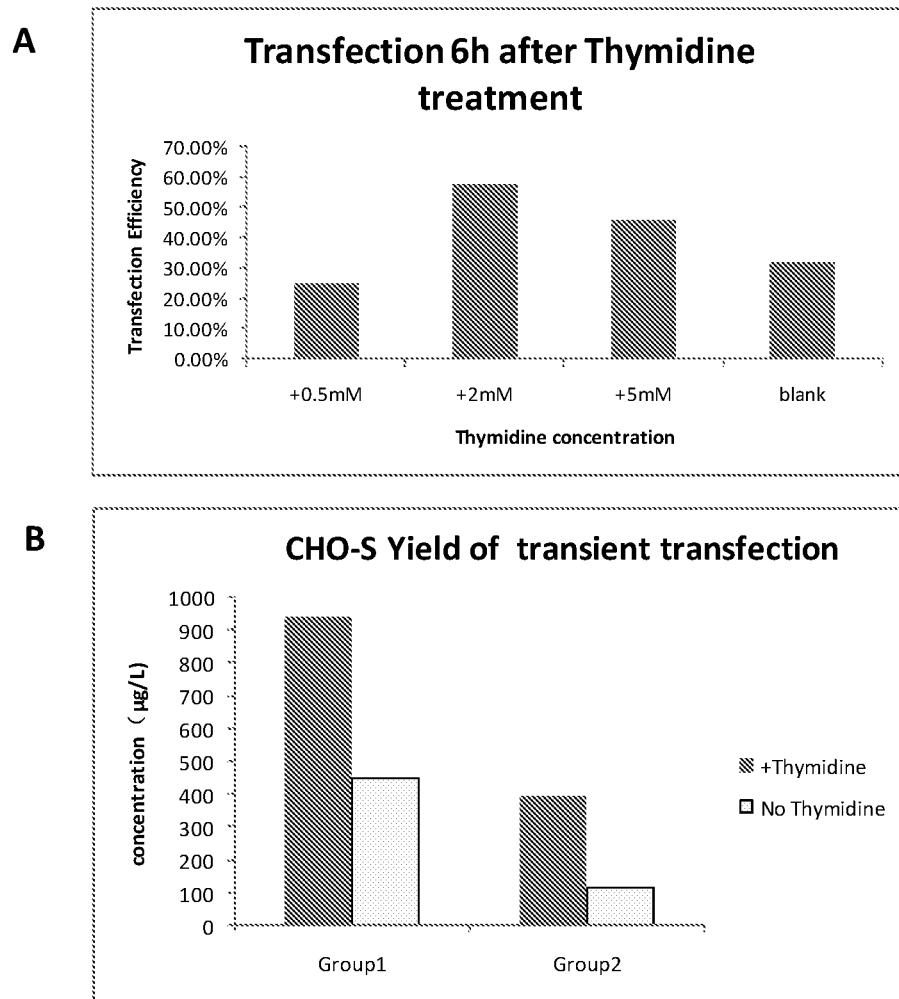 A
Transfection 6h after Thymidine
treatment
Transfection Efficiency
70.00%
60.00%
50.00%
40.00%
30.00%
20.00%
10.00%
0.00%
+0.5mM +2mM +5mM blank
Thymidine concentration
B
CHO-S Yield of transient transfection
concentration（μg/L)
1000
900
800
700
600
500
400
300
200
100
0
+Thymidine
No Thymidine
Group1 Group2